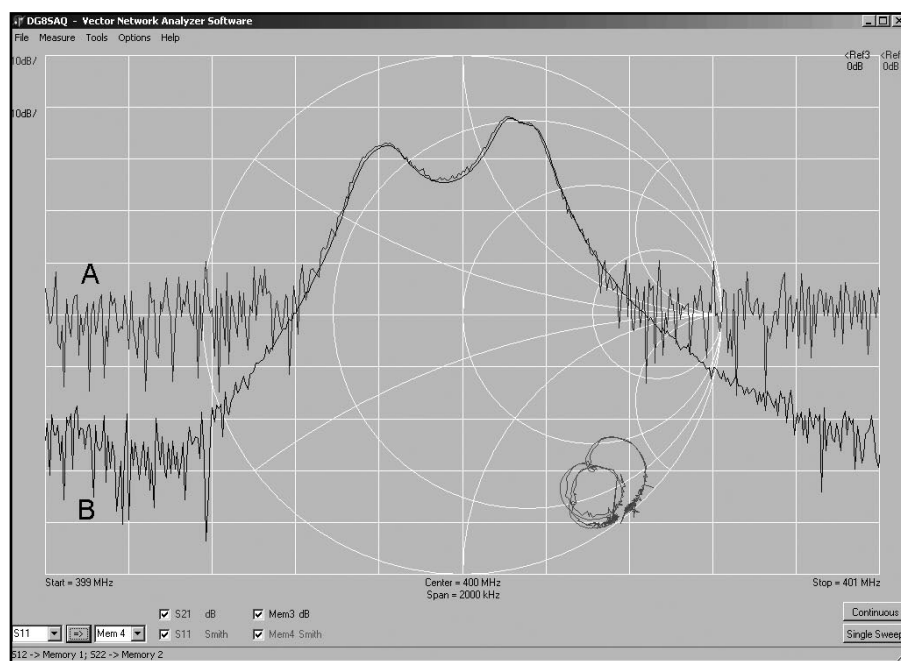 DG8SAQ - Vector Network Analyzer Software
File Measure Tools Options Help
10dB/
<Ref3 <Ref
0dB 0dB
10dB/
A
B
Start = 399 MHz
Center = 400 MHz
Span = 2000 kHz
Stop = 401 MHz
S21 dB
Mem3 dB
Continuous
S11
=>
Mem 4
S11 Smith
Mem4 Smith
Single Sweep
S12 -> Memory 1; S22 -> Memory 2